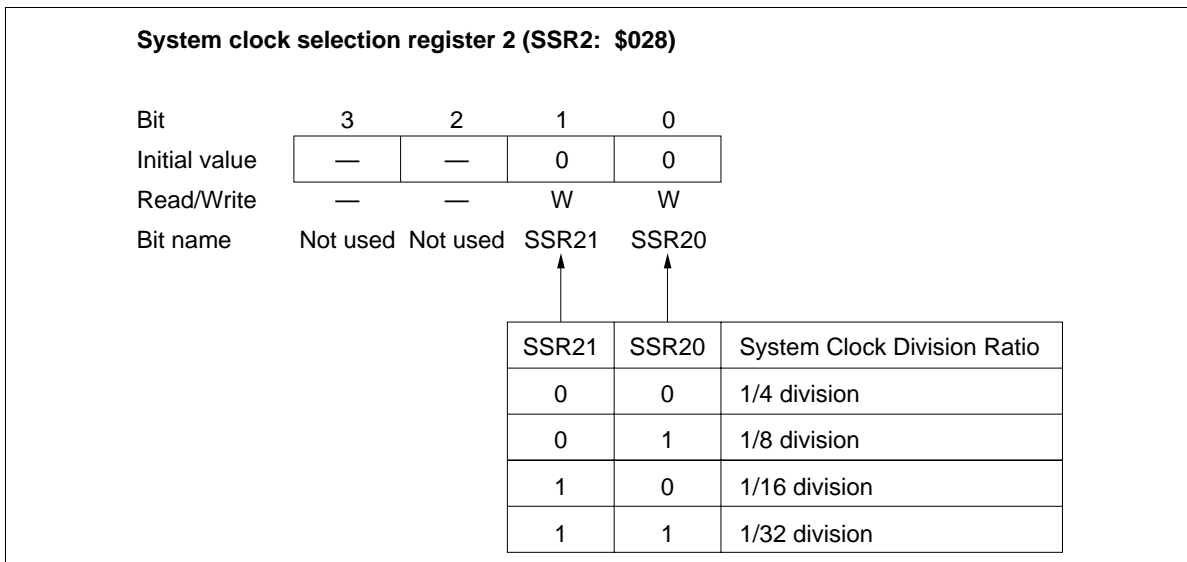 System clock selection register 2 (SSR2: $028)
Bit 3 2 1 0
Initial value — — 0 0
Read/Write — — W W
Bit name Not used Not used SSR21 SSR20
SSR21 SSR20 System Clock Division Ratio
0 0 1/4 division
0 1 1/8 division
1 0 1/16 division
1 1 1/32 division